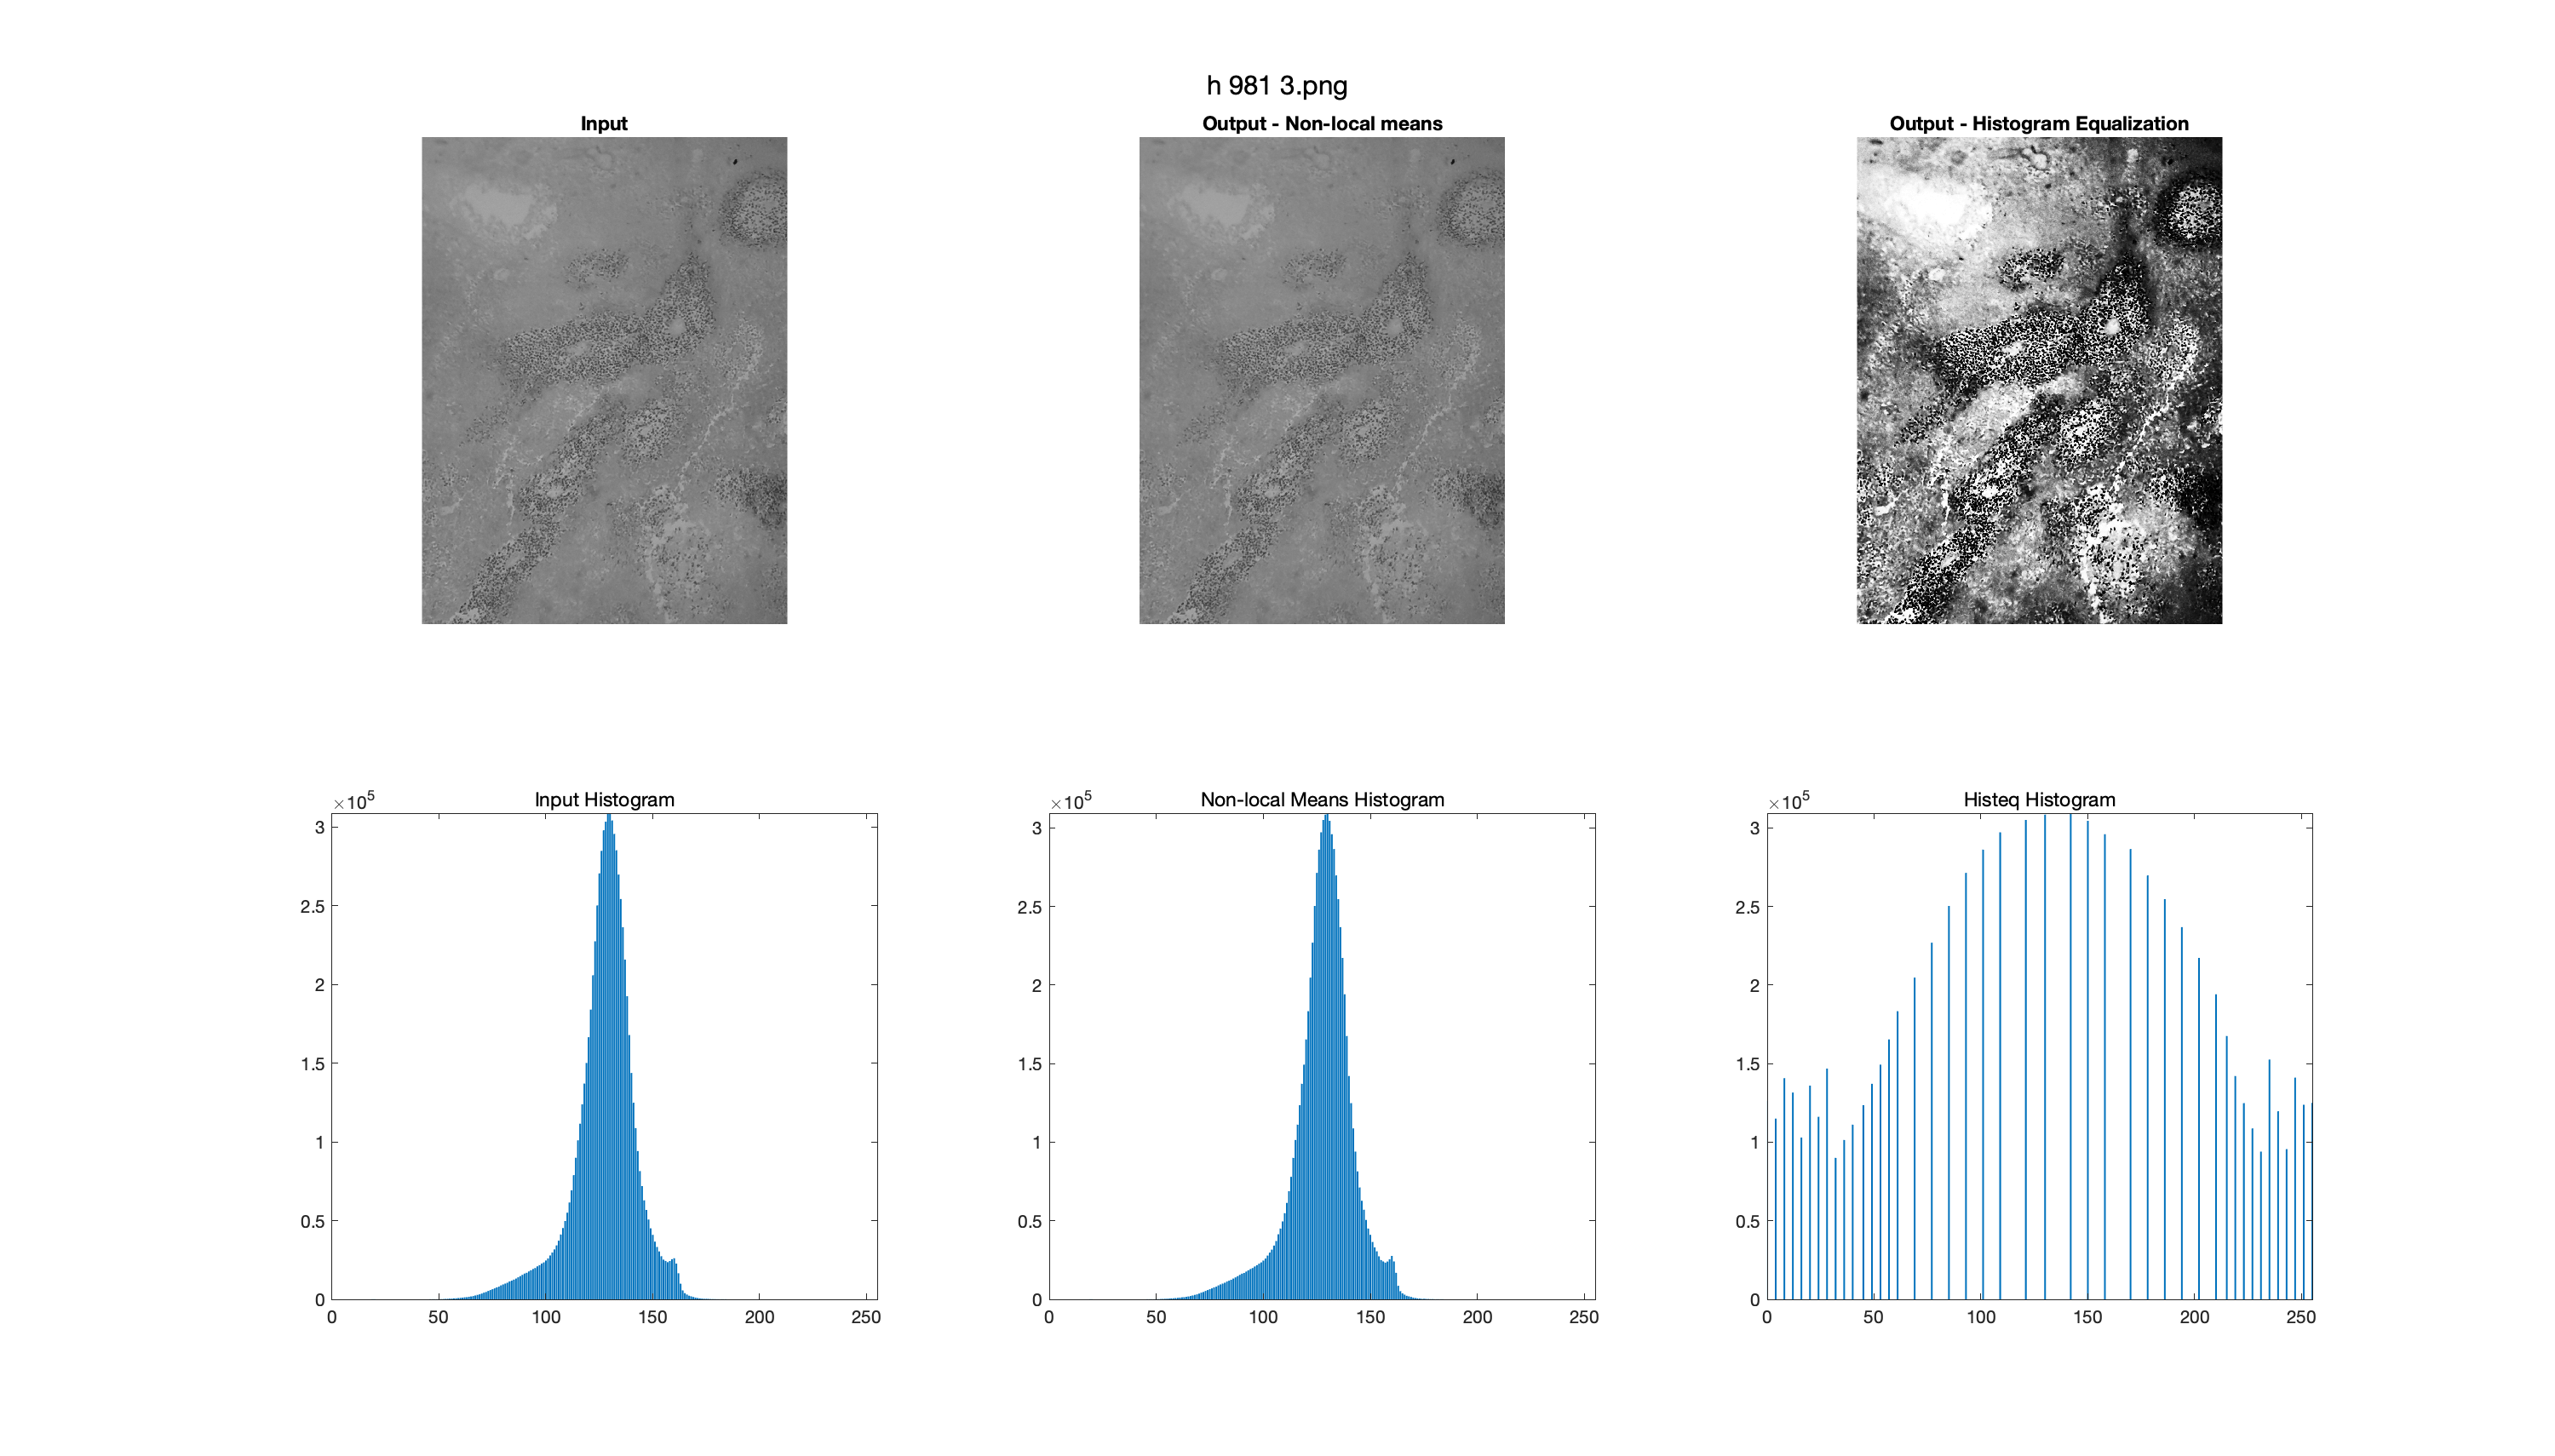 h 981 3.png
Input
Output - Non-local means
Output - Histogram Equalization
Input Histogram
×10^5
3
2.5
2
1.5
1
0.5
0
0 50 100 150 200 250
Non-local Means Histogram
×10^5
3
2.5
2
1.5
1
0.5
0
0 50 100 150 200 250
Histeq Histogram
×10^5
3
2.5
2
1.5
1
0.5
0
0 50 100 150 200 250